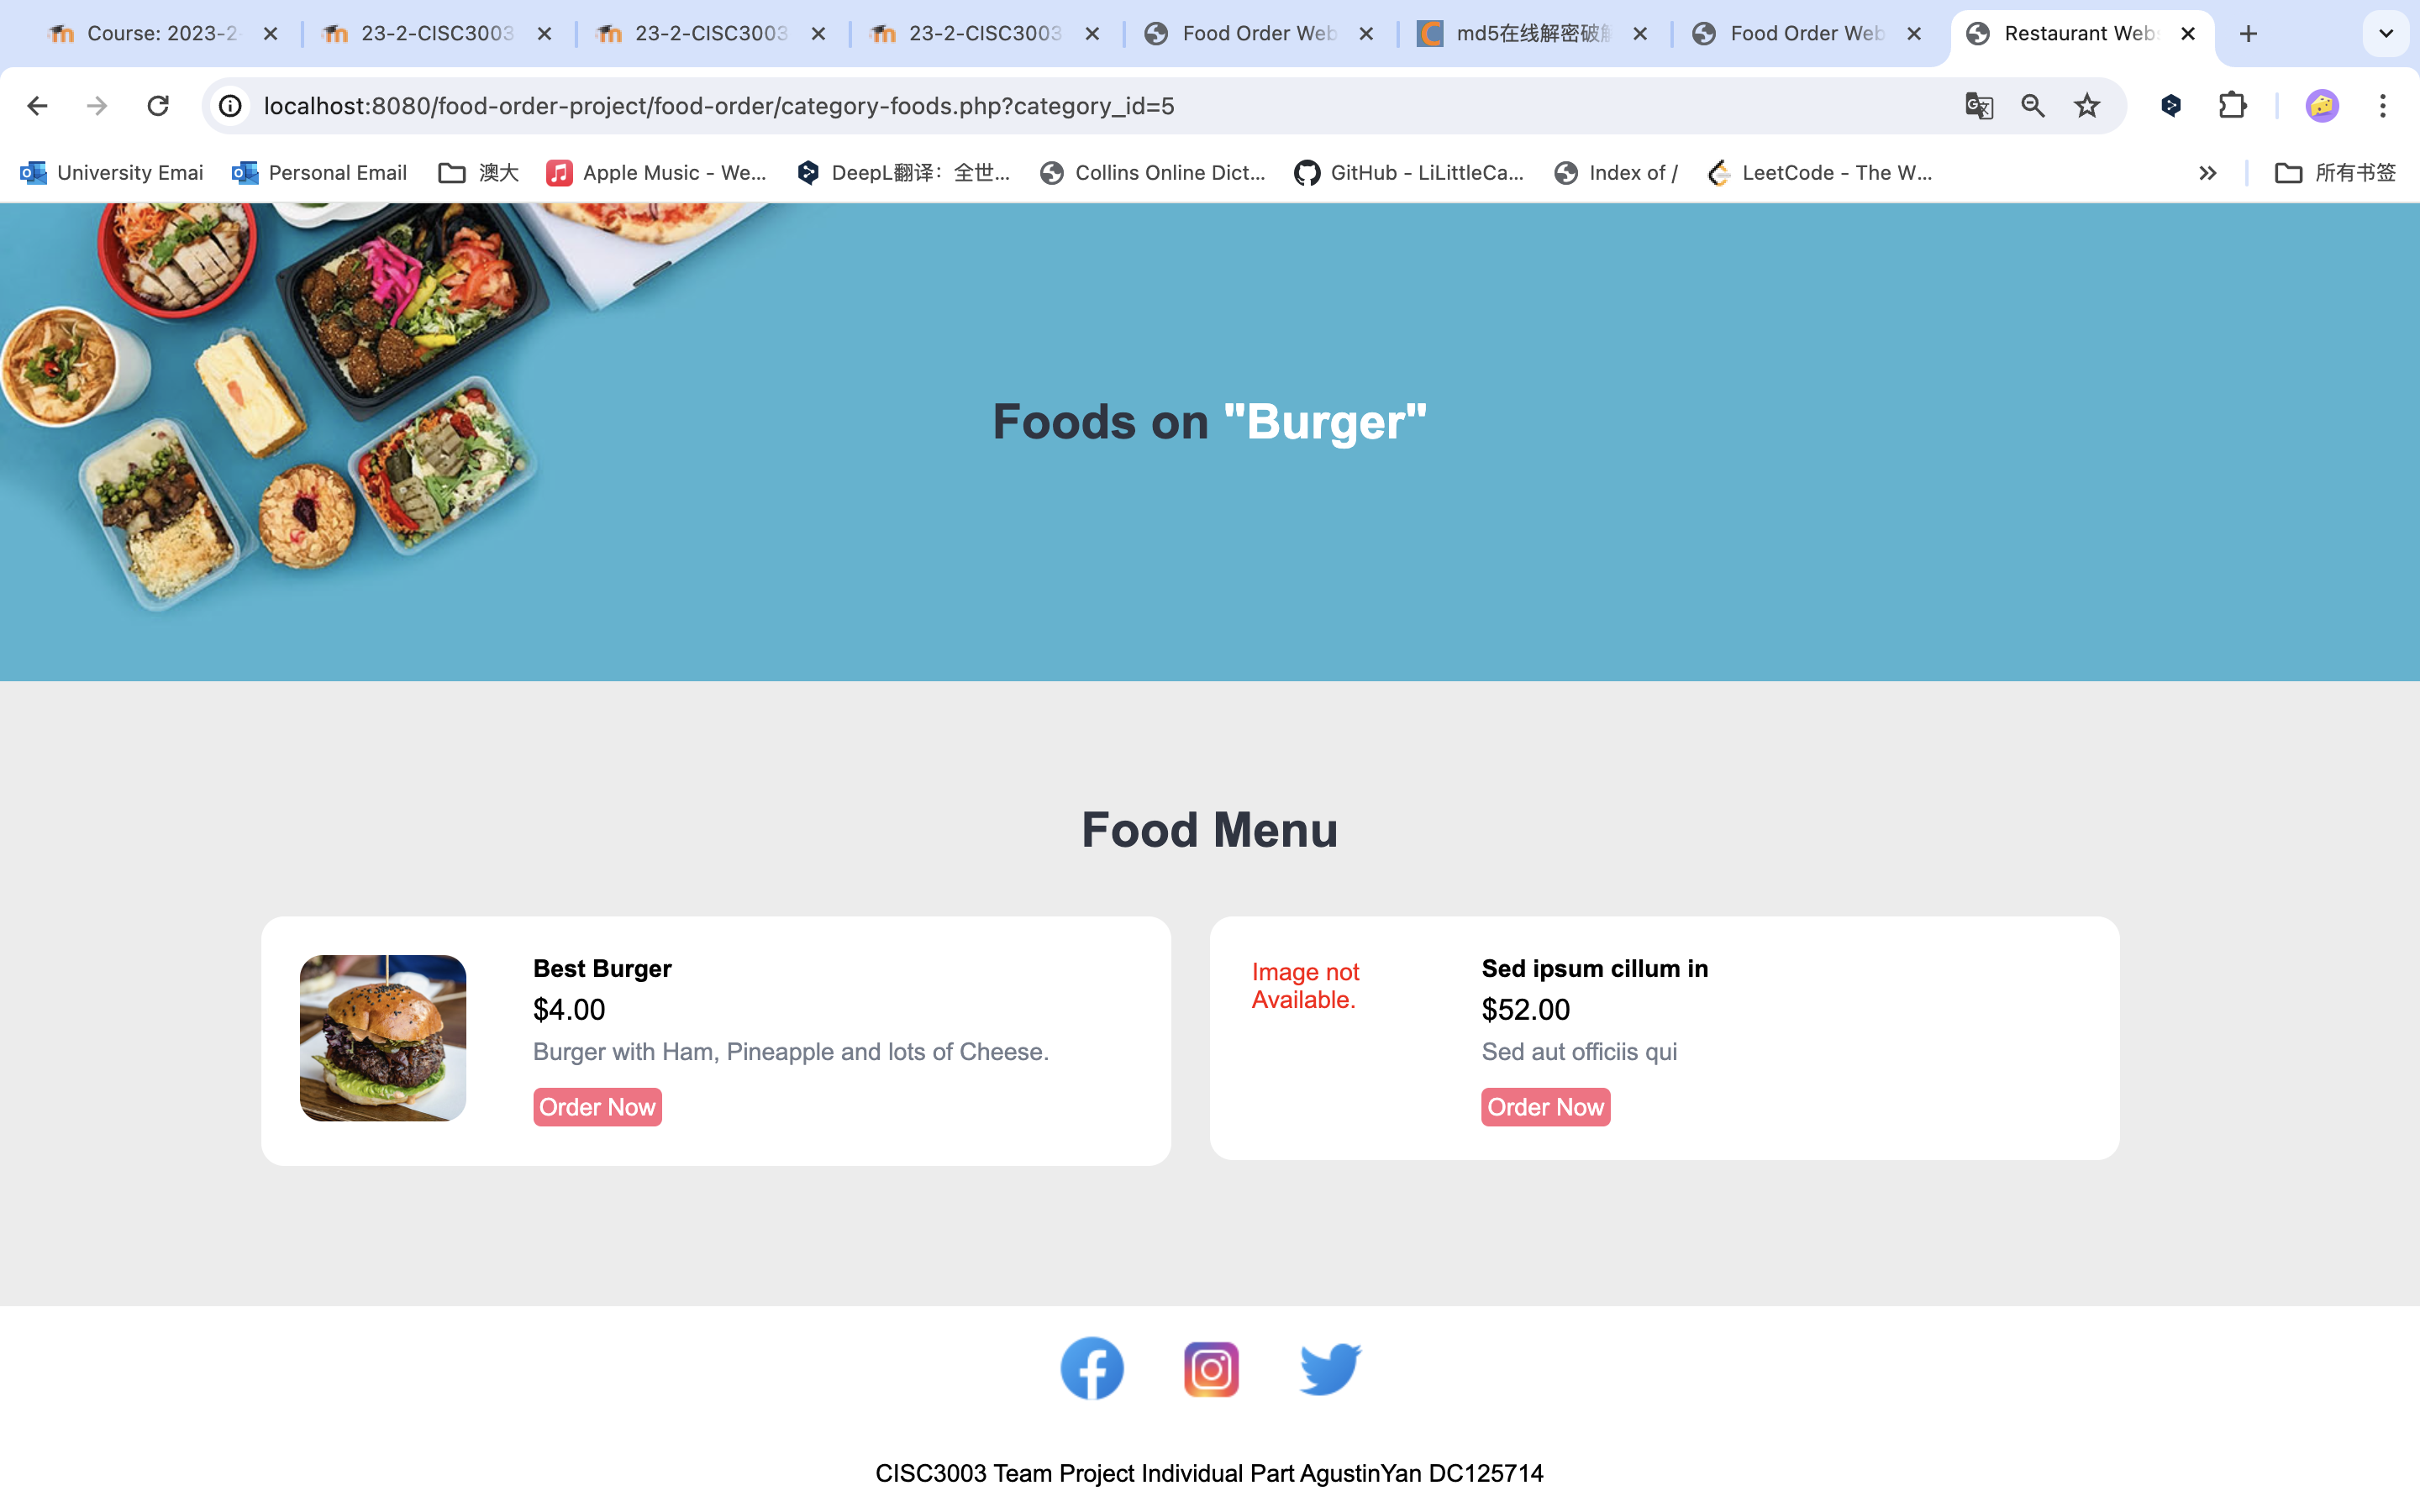 Course: 2023-2
23-2-CISC3003
23-2-CISC3003
23-2-CISC3003
Food Order Web
md5在线解密破解
Food Order Web
Restaurant Webs
localhost:8080/food-order-project/food-order/category-foods.php?category_id=5
University Emai
Personal Email
澳大
Apple Music - We...
DeepL翻译：全世...
Collins Online Dict...
GitHub - LiLittleCa...
Index of /
LeetCode - The W...
所有书签
Foods on "Burger"
Food Menu
Best Burger
$4.00
Burger with Ham, Pineapple and lots of Cheese.
Order Now
Image not
Available.
Sed ipsum cillum in
$52.00
Sed aut officiis qui
Order Now
CISC3003 Team Project Individual Part AgustinYan DC125714